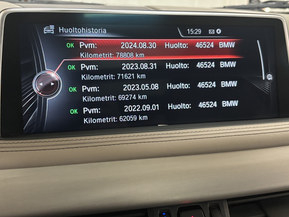 Huoltohistoria
15:29
OK Pvm: 2024.08.30 Huolto: 46524 BMW
Kilometrit: 78806 km
OK Pvm: 2023.08.31 Huolto: 46524 BMW
Kilometrit: 71621 km
OK Pvm: 2023.05.08 Huolto: 46524 BMW
Kilometrit: 69274 km
OK Pvm: 2022.09.01 Huolto: 46524 BMW
Kilometrit: 62059 km